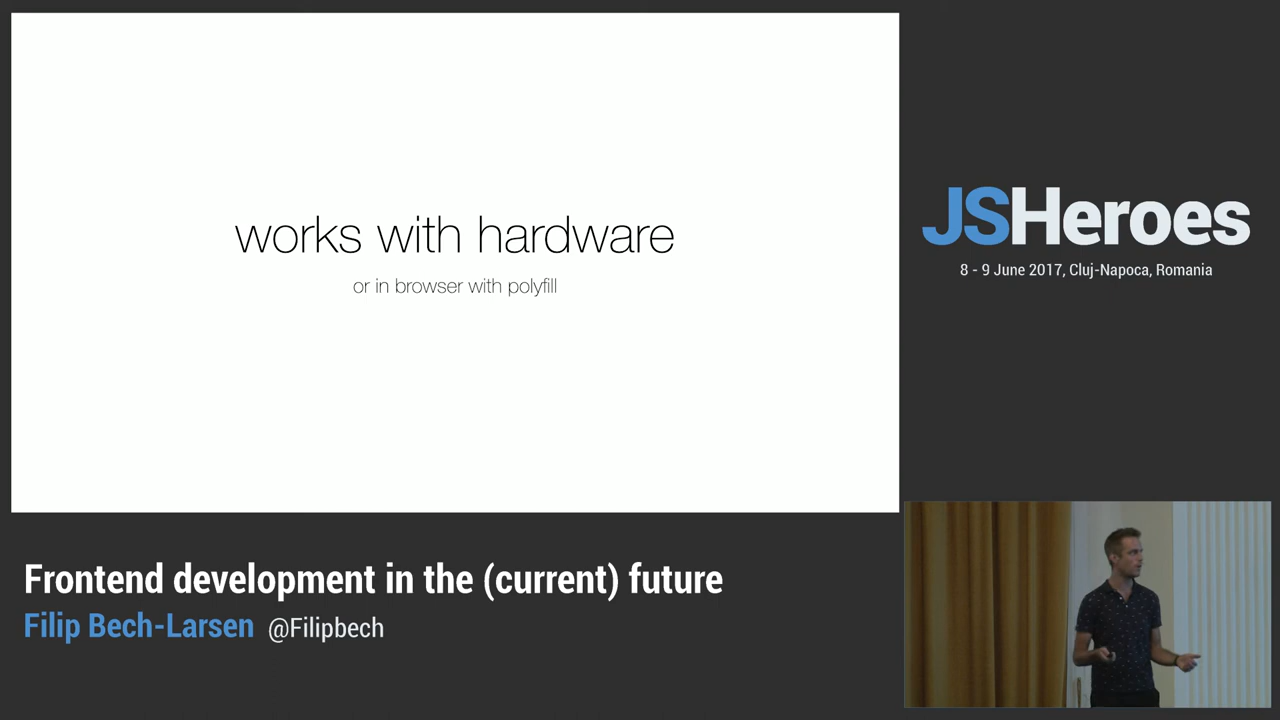 works with hardware
or in browser with polyfill
JSHeroes
8 - 9 June 2017, Cluj-Napoca, Romania
Frontend development in the (current) future
Filip Bech-Larsen @Filipbech